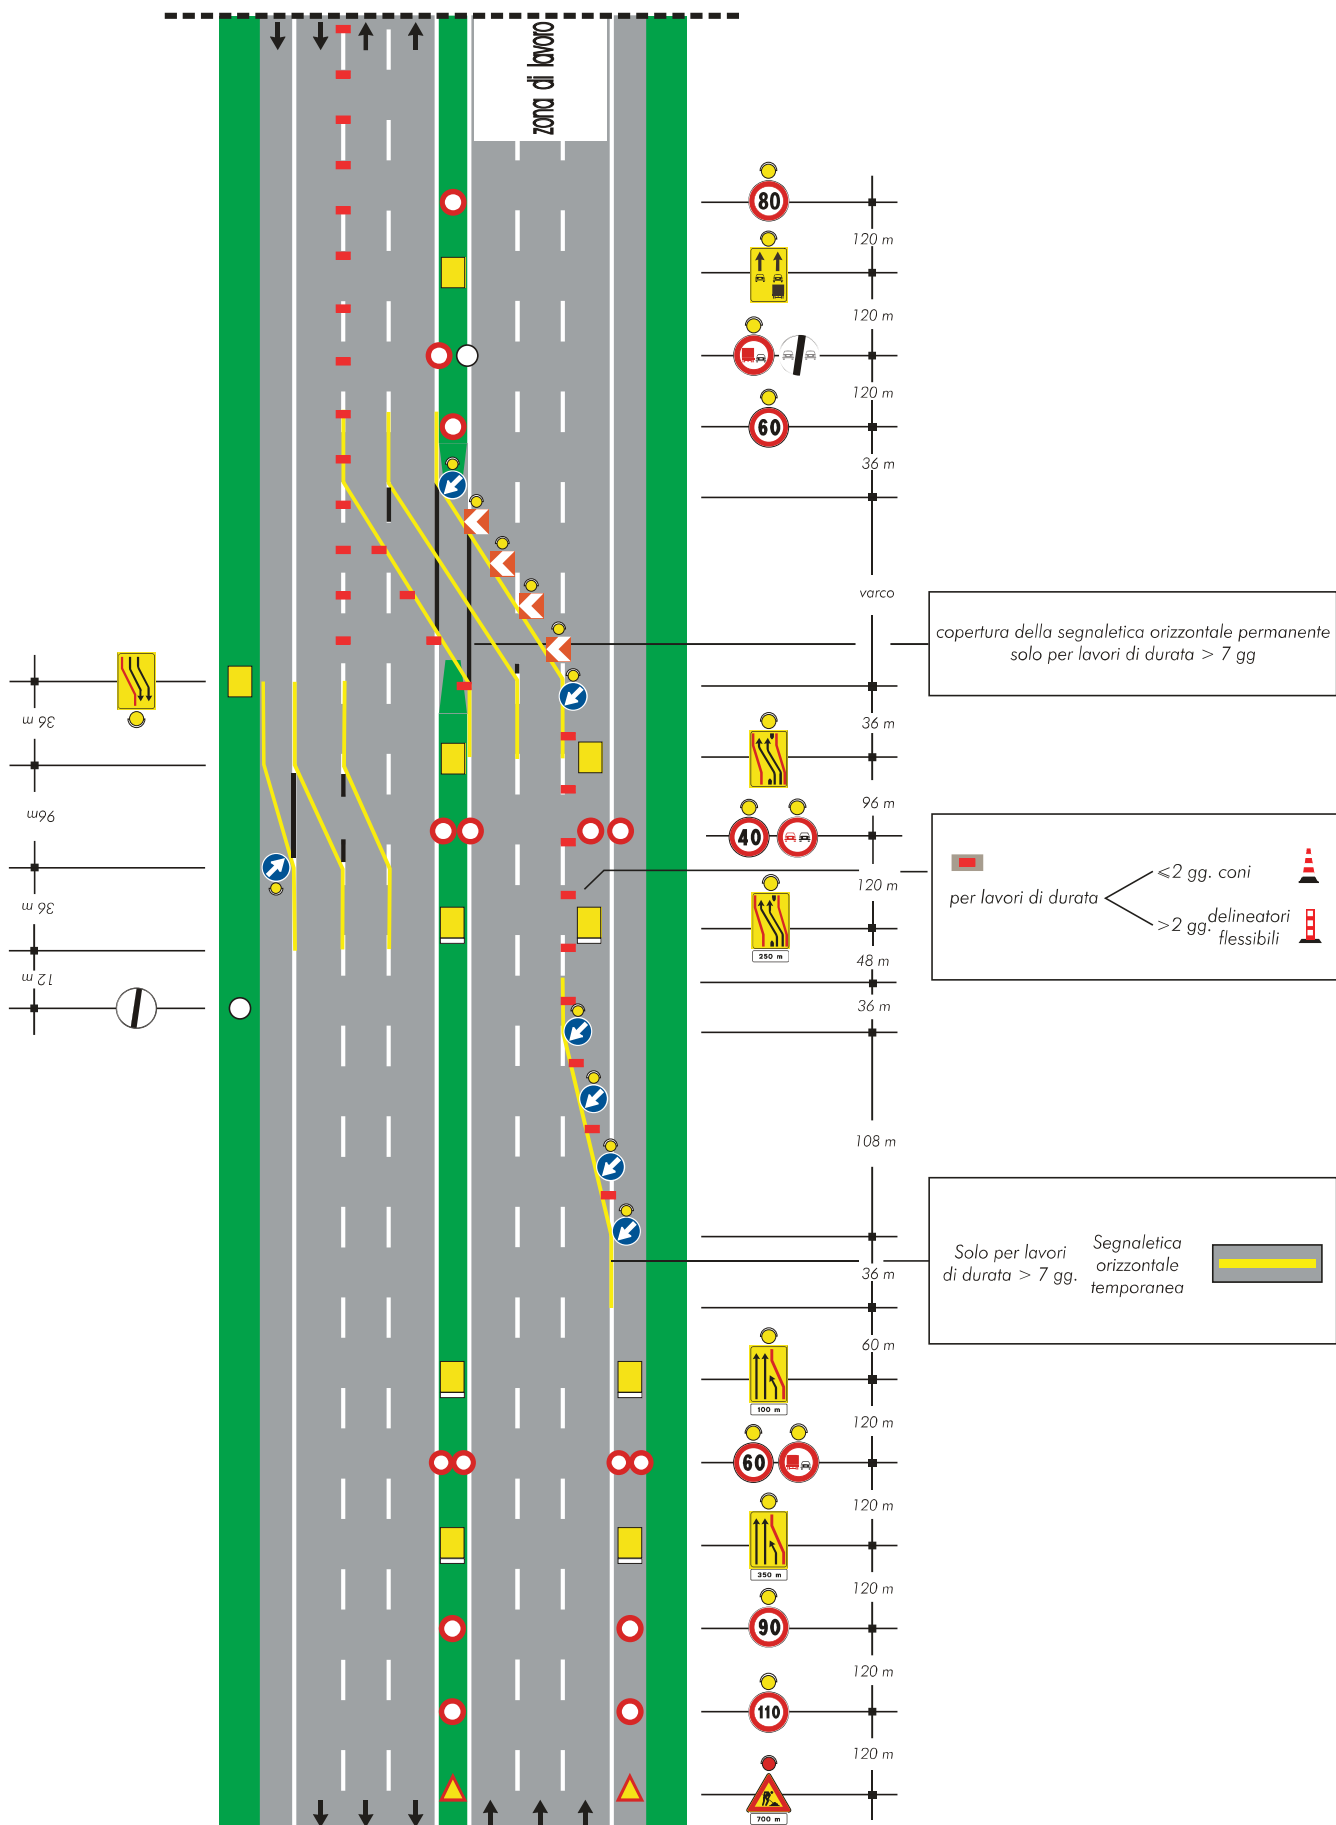 zona di lavoro
80
120 m
120 m
120 m
60
36 m
varco
copertura della segnaletica orizzontale permanente
solo per lavori di durata > 7 gg
36 m
96m
36 m
12 m
36 m
96 m
40
120 m
250 m
48 m
36 m
per lavori di durata
⩽2 gg. coni
>2 gg. delineatori
flessibili
108 m
Solo per lavori
di durata > 7 gg.
Segnaletica
orizzontale
temporanea
36 m
60 m
100 m
120 m
60
120 m
350 m
120 m
90
120 m
110
120 m
700 m